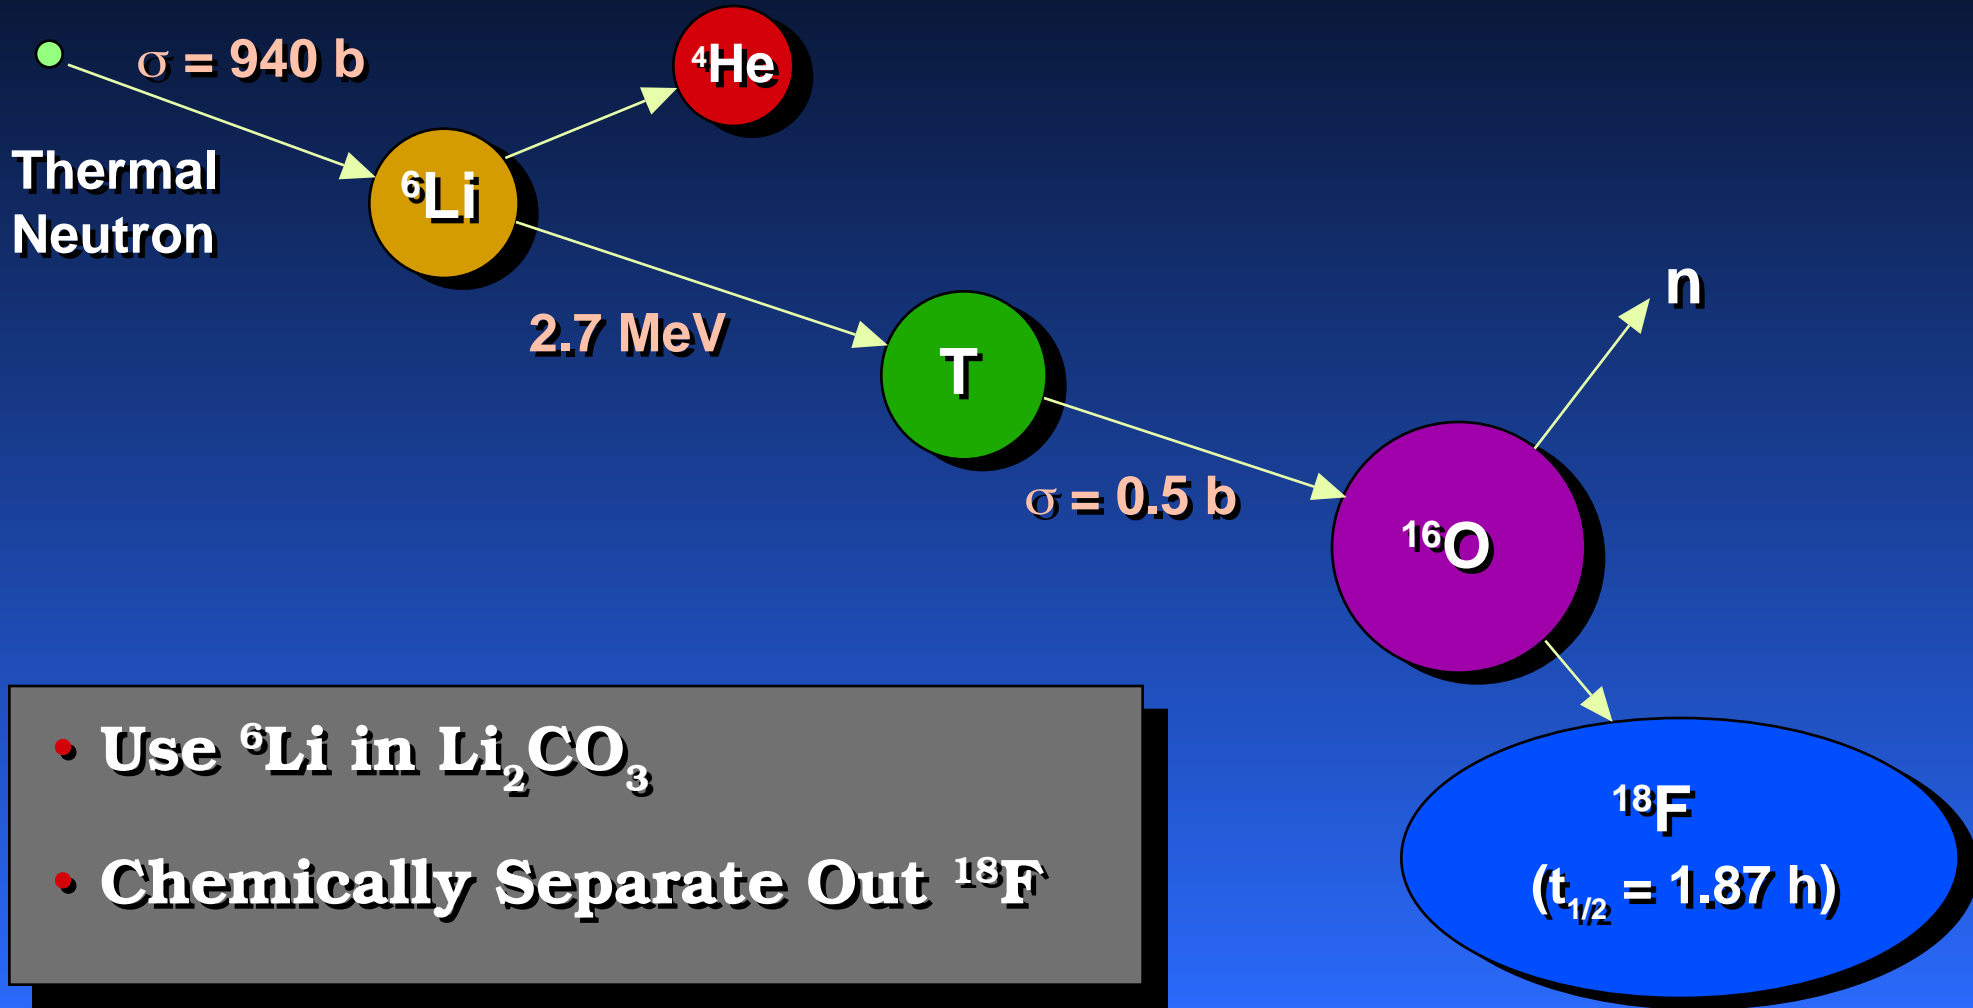 σ = 940 b
⁴He
Thermal
Neutron
⁶Li
2.7 MeV
T
n
σ = 0.5 b
¹⁶O
• Use ⁶Li in Li₂CO₃
• Chemically Separate Out ¹⁸F
¹⁸F
(t₁/₂ = 1.87 h)